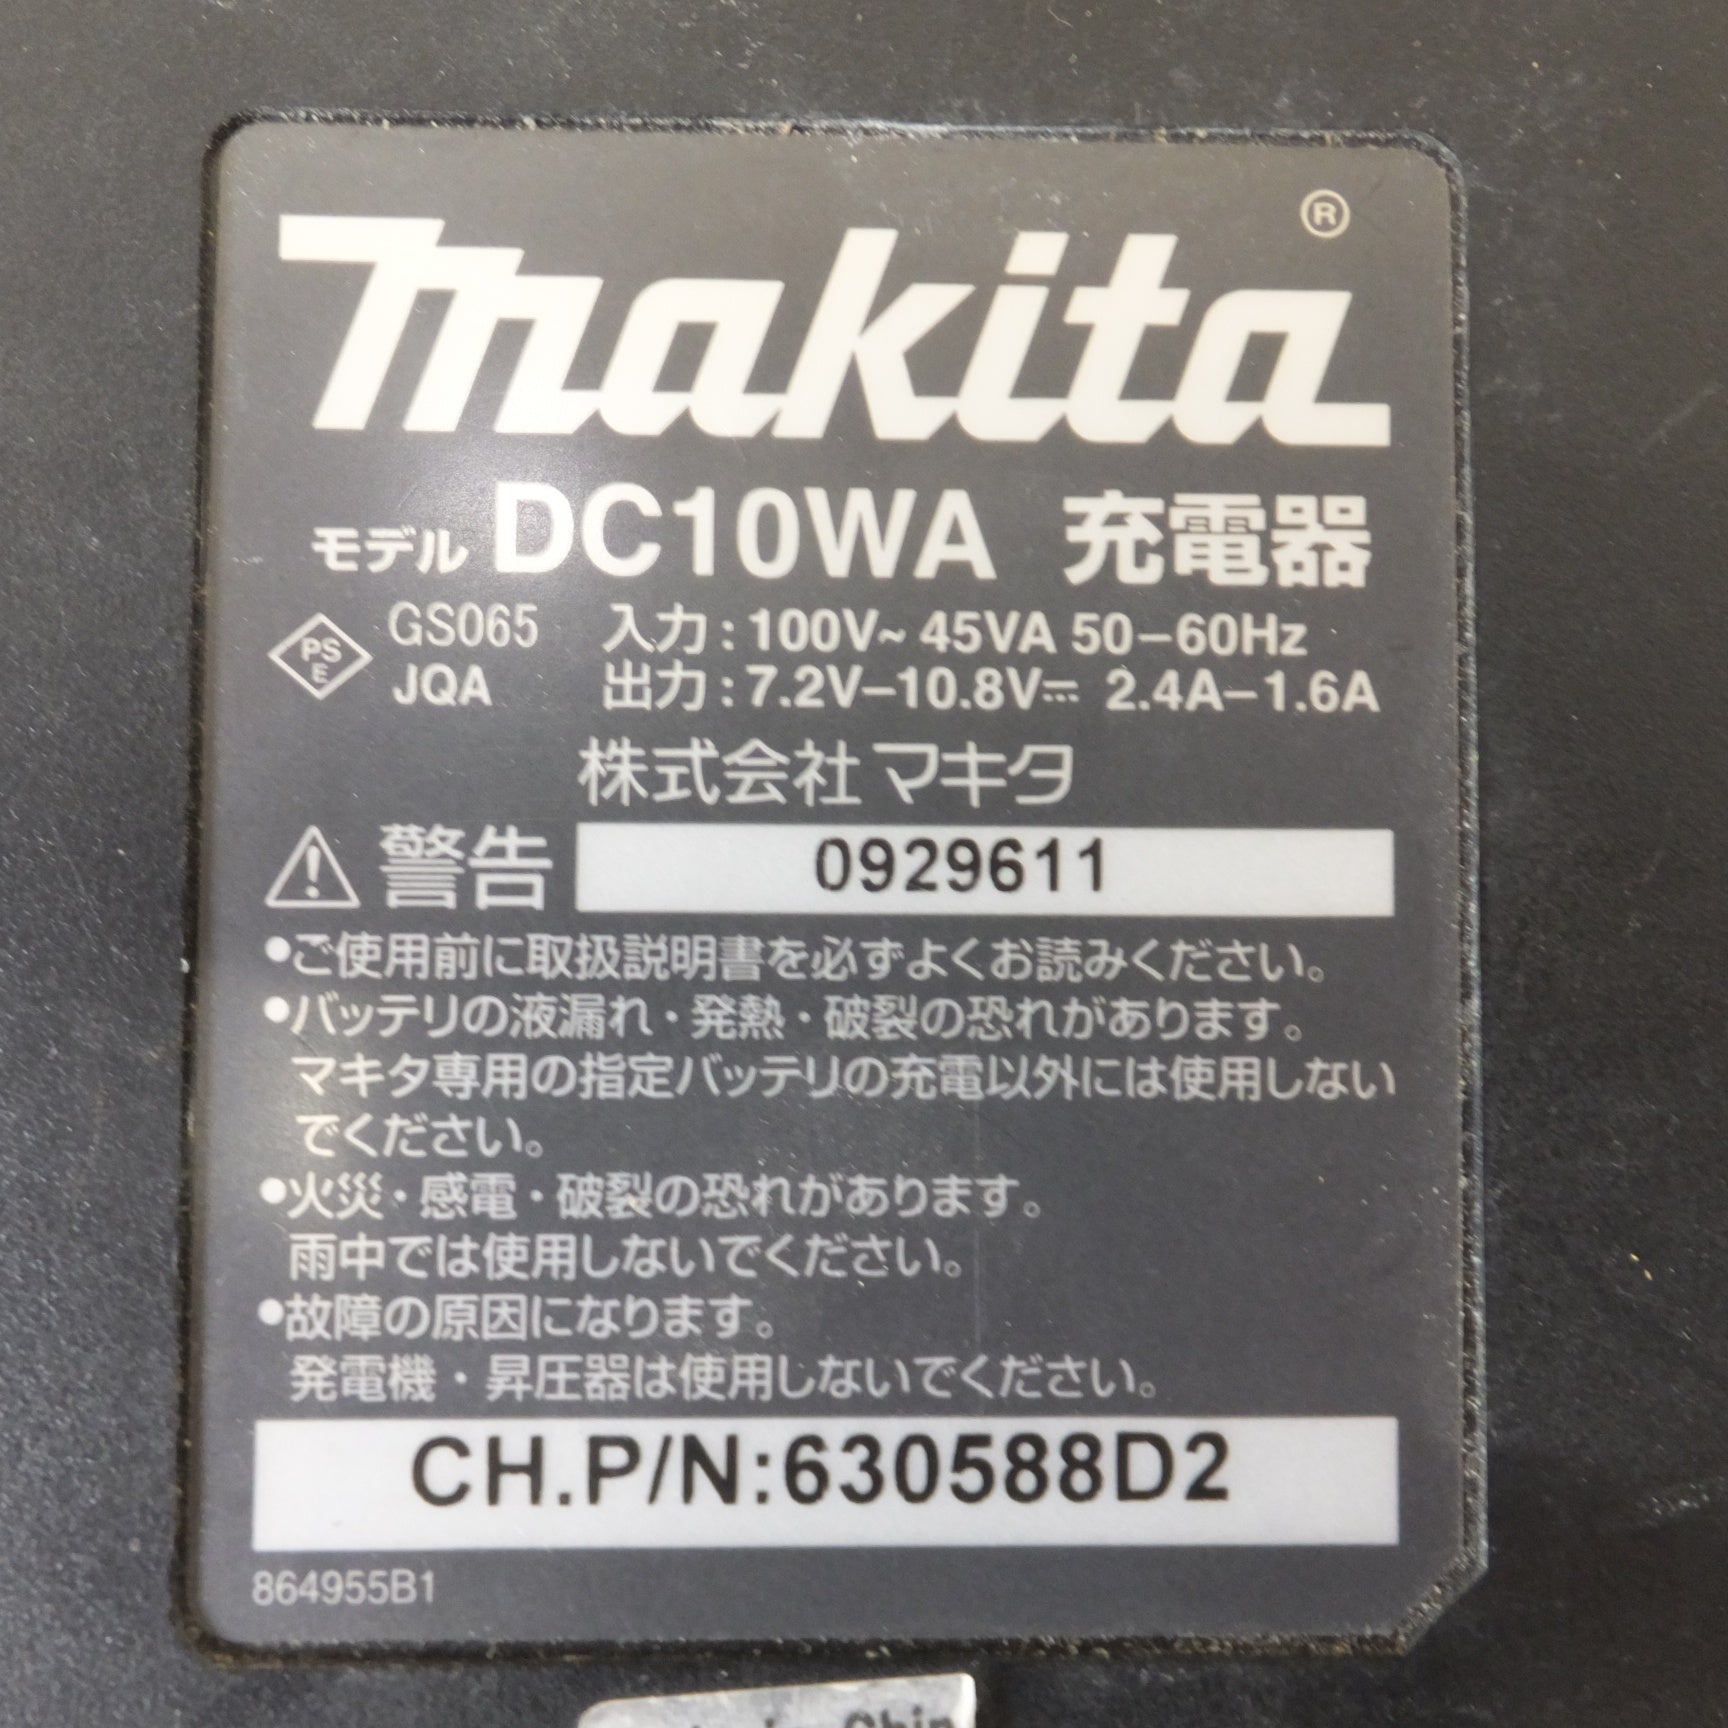 makita®
モデル DC10WA 充電器
PSE GS065 入力:100V~ 45VA 50-60Hz
JQA 出力:7.2V-10.8V⎓ 2.4A-1.6A
株式会社マキタ
⚠警告 0929611
●ご使用前に取扱説明書を必ずよくお読みください。
●バッテリの液漏れ・発熱・破裂の恐れがあります。
マキタ専用の指定バッテリの充電以外には使用しない
でください。
●火災・感電・破裂の恐れがあります。
雨中では使用しないでください。
●故障の原因になります。
発電機・昇圧器は使用しないでください。
CH.P/N:630588D2
864955B1